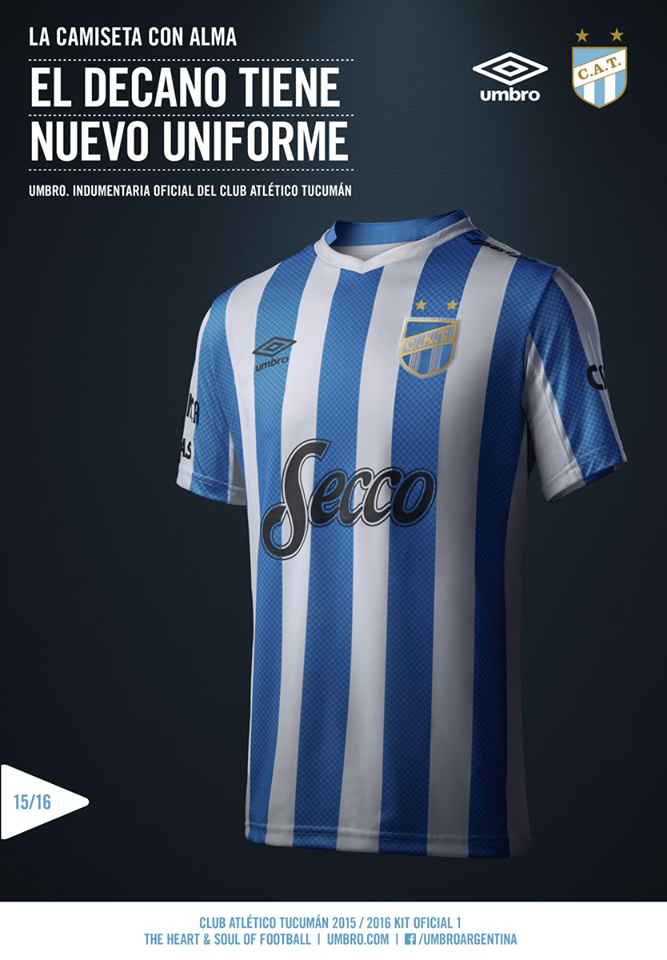 LA CAMISETA CON ALMA
EL DECANO TIENE
NUEVO UNIFORME
UMBRO. INDUMENTARIA OFICIAL DEL CLUB ATLÉTICO TUCUMÁN
umbro
C.A.T.
umbro
C.A.T.
Secco
15/16
CLUB ATLÉTICO TUCUMÁN 2015 / 2016 KIT OFICIAL 1
THE HEART & SOUL OF FOOTBALL | UMBRO.COM | /UMBROARGENTINA